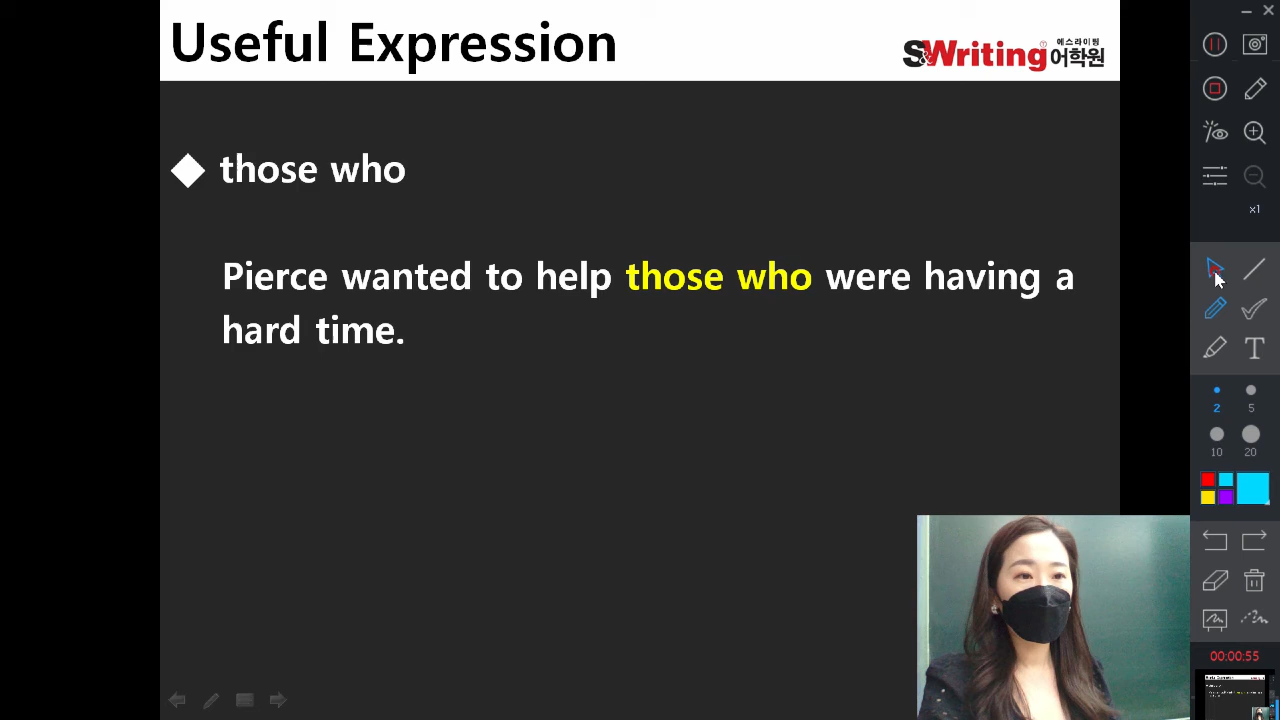 Useful Expression
S&Writing 에스라이팅 어학원
those who
Pierce wanted to help those who were having a
hard time.
x1
T
2 5
10 20
00:00:55